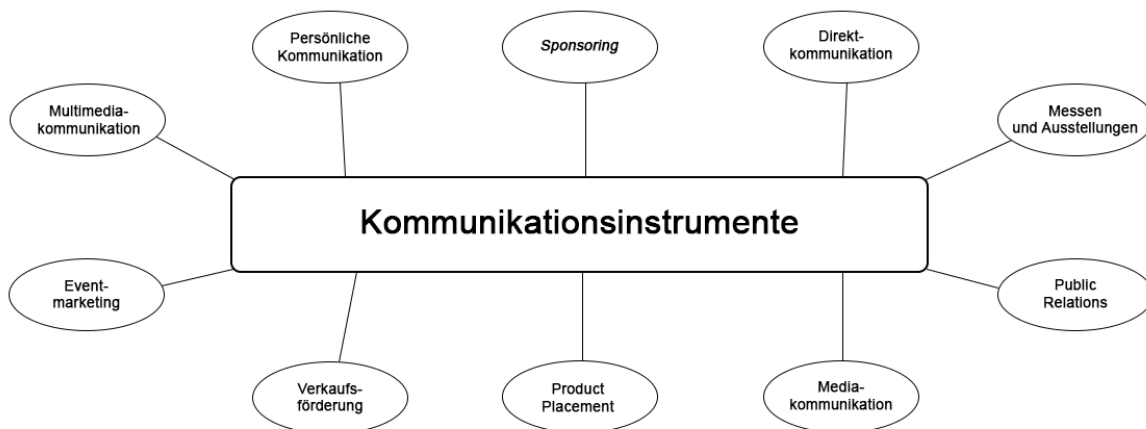 Persönliche
Kommunikation
Sponsoring
Direkt-
kommunikation
Multimedia-
kommunikation
Messen
und Ausstellungen
Kommunikationsinstrumente
Event-
marketing
Public
Relations
Verkaufs-
förderung
Product
Placement
Media-
kommunikation